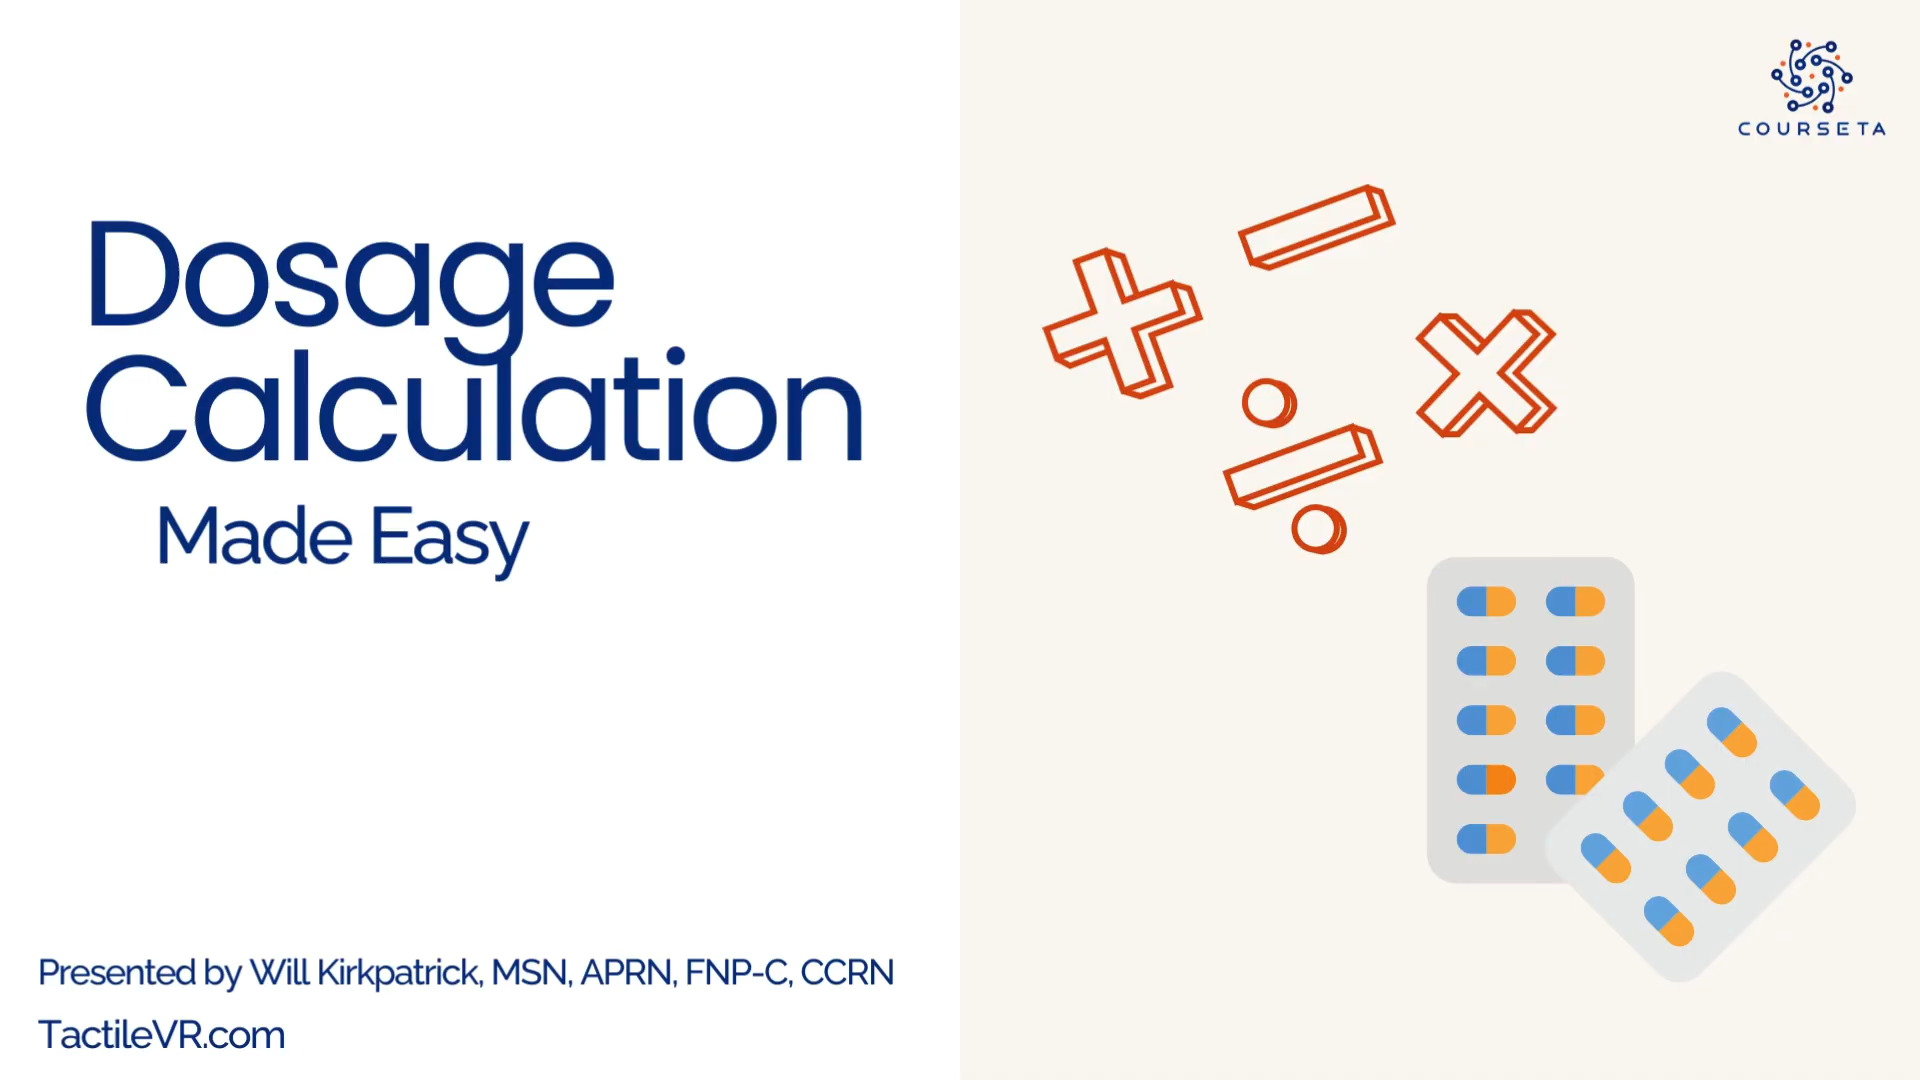 COURSETA
Dosage
Calculation
Made Easy
Presented by Will Kirkpatrick, MSN, APRN, FNP-C, CCRN
TactileVR.com